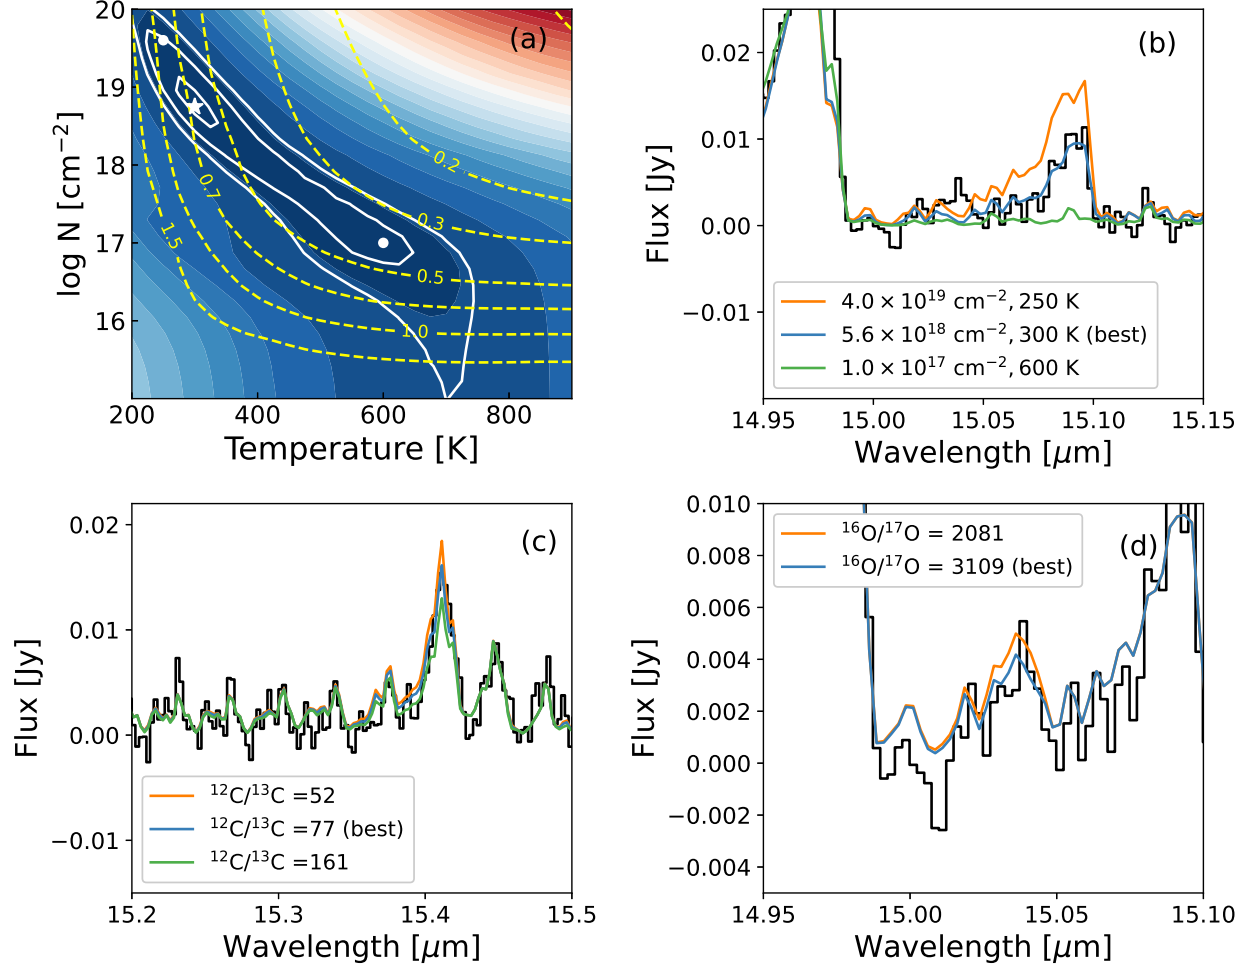 (a)
20
19
18
17
16
log N [cm⁻²]
0.2
0.3
0.5
0.7
1.0
1.5
200 400 600 800
Temperature [K]
(b)
0.02
0.01
0.00
−0.01
Flux [Jy]
4.0 × 10¹⁹ cm⁻², 250 K
5.6 × 10¹⁸ cm⁻², 300 K (best)
1.0 × 10¹⁷ cm⁻², 600 K
14.95 15.00 15.05 15.10 15.15
Wavelength [μm]
(c)
0.02
0.01
0.00
−0.01
Flux [Jy]
¹²C/¹³C =52
¹²C/¹³C =77 (best)
¹²C/¹³C =161
15.2 15.3 15.4 15.5
Wavelength [μm]
(d)
0.010
0.008
0.006
0.004
0.002
0.000
−0.002
−0.004
Flux [Jy]
¹⁶O/¹⁷O = 2081
¹⁶O/¹⁷O = 3109 (best)
14.95 15.00 15.05 15.10
Wavelength [μm]